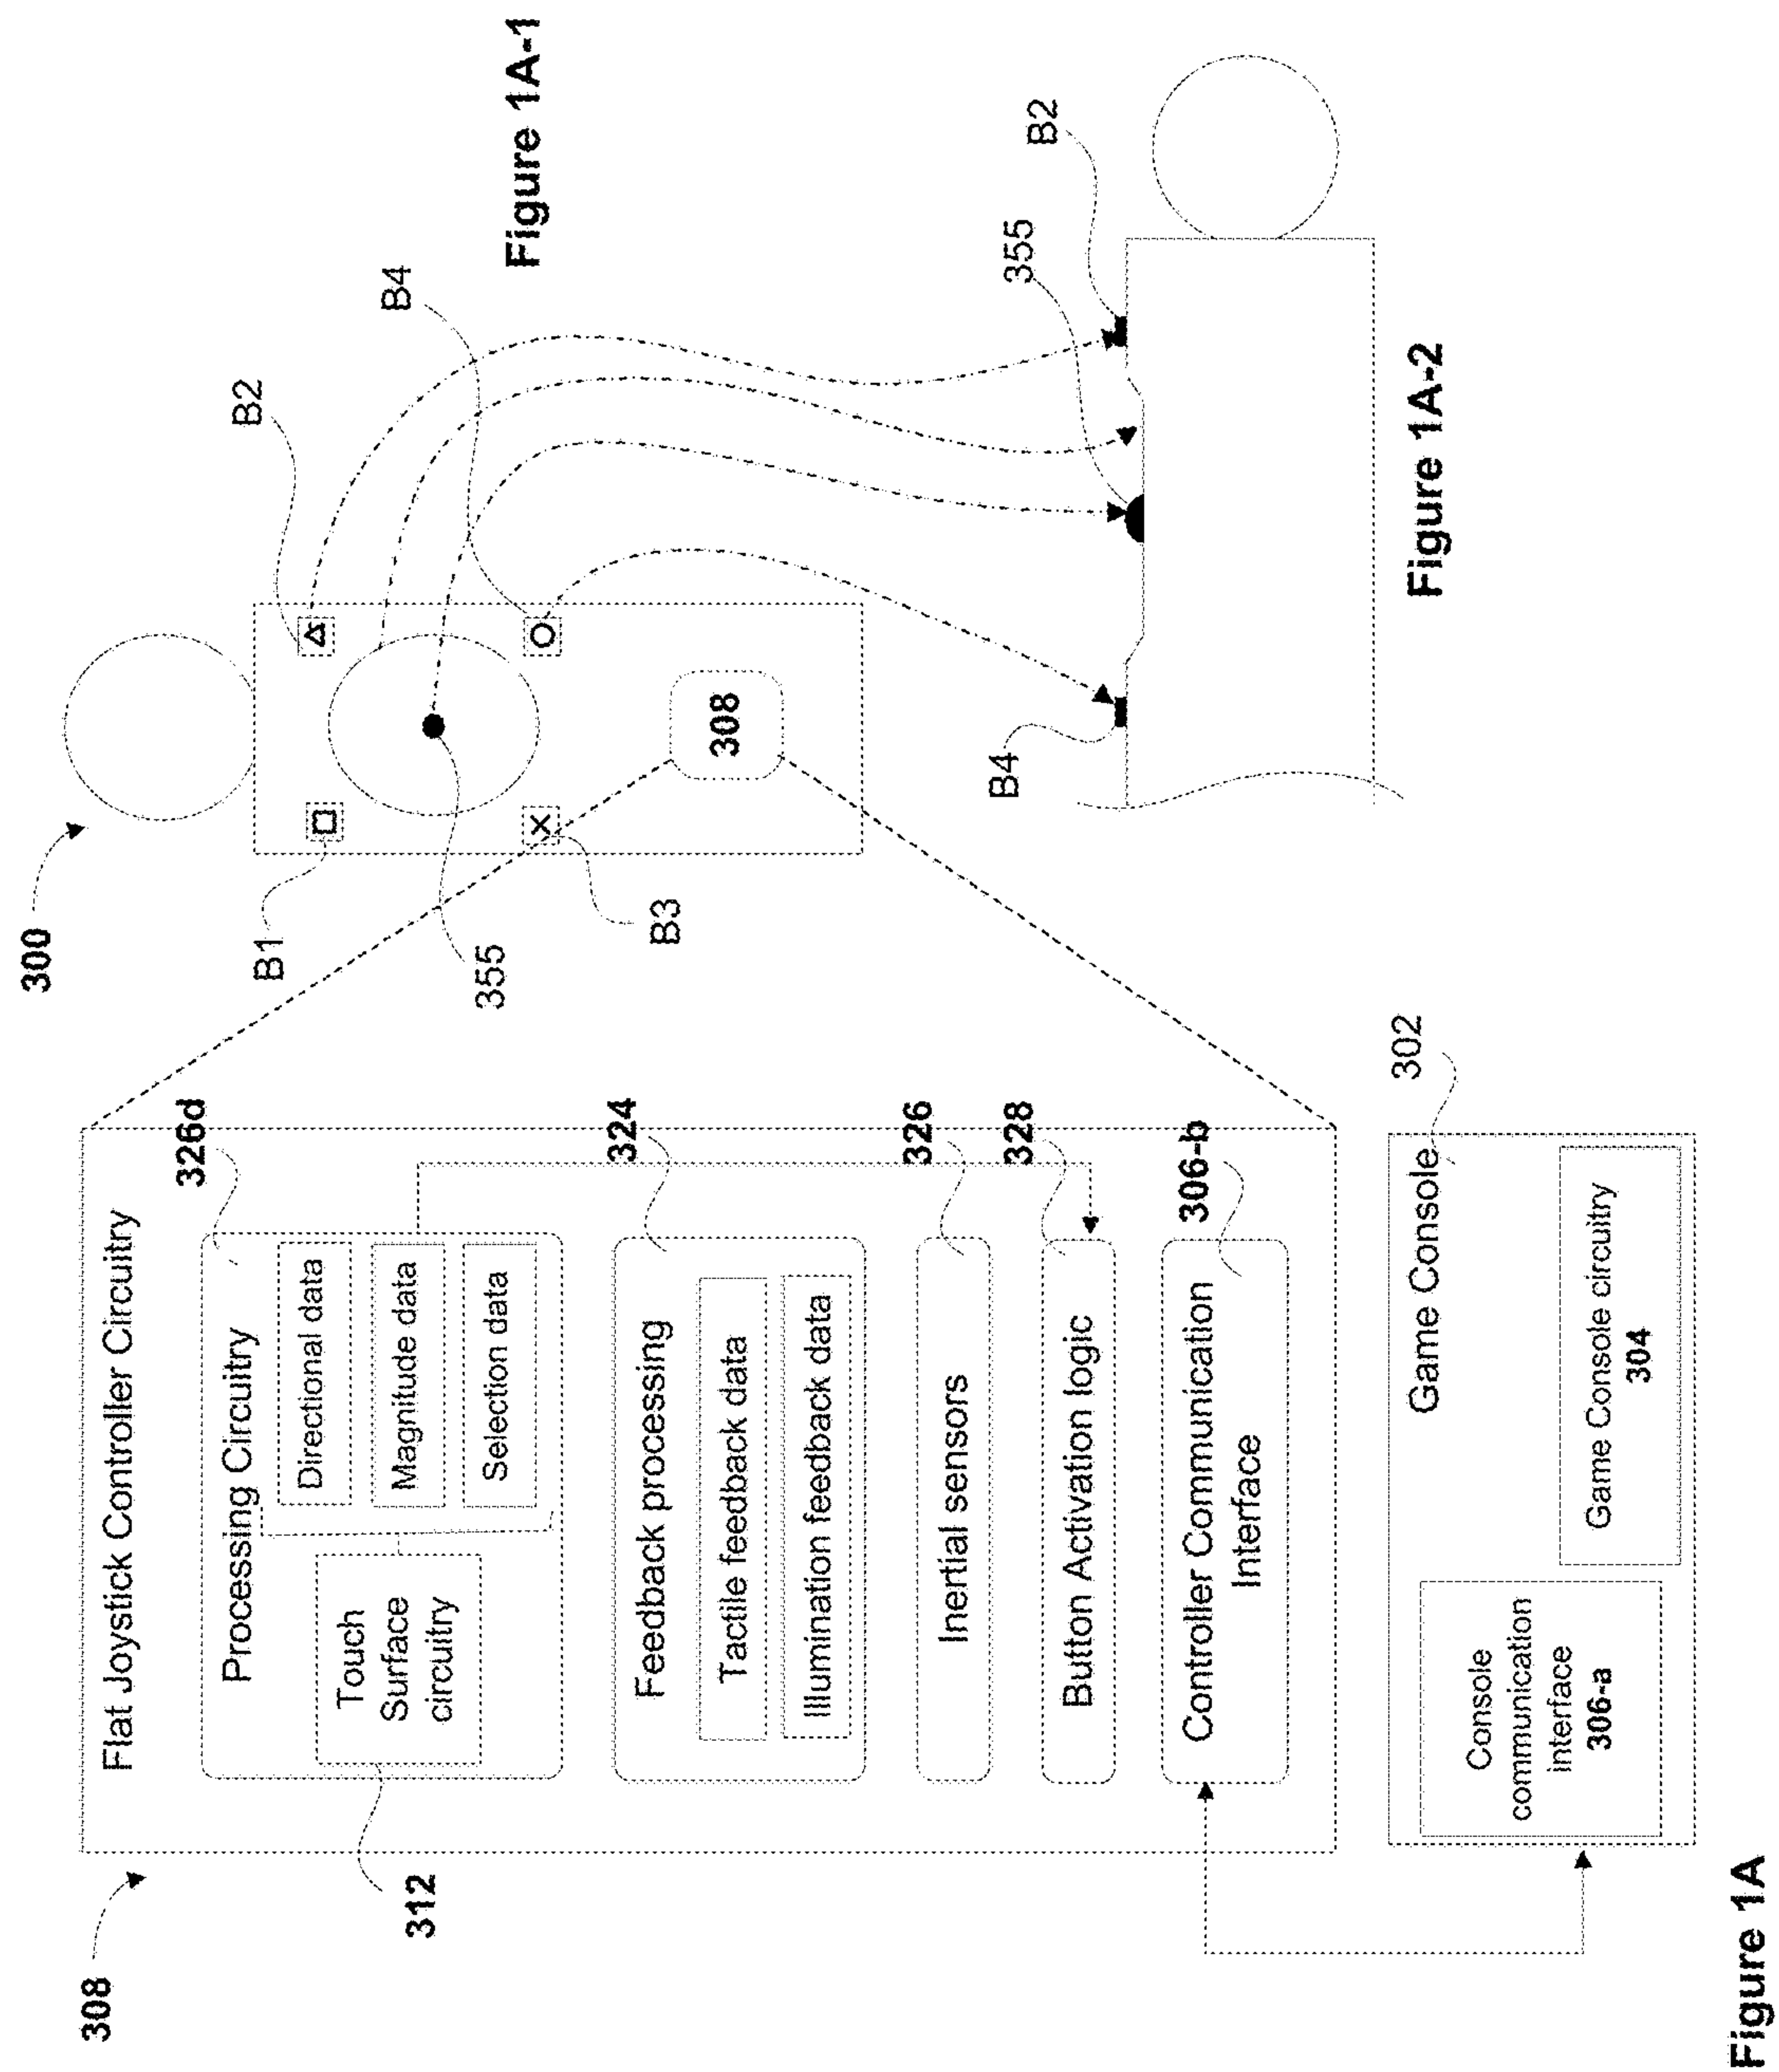 308
Flat Joystick Controller Circuitry
Processing Circuitry
326d
Touch
Surface
circuitry
312
Directional data
Magnitude data
Selection data
Feedback processing
324
Tactile feedback data
Illumination feedback data
Inertial sensors
326
Button Activation logic
328
Controller Communication
Interface
306-b
Game Console
302
Console
communication
interface
306-a
Game Console circuitry
304
Figure 1A
300
B1
B2
355
B3
B4
308
Figure 1A-1
B4
355
B2
Figure 1A-2